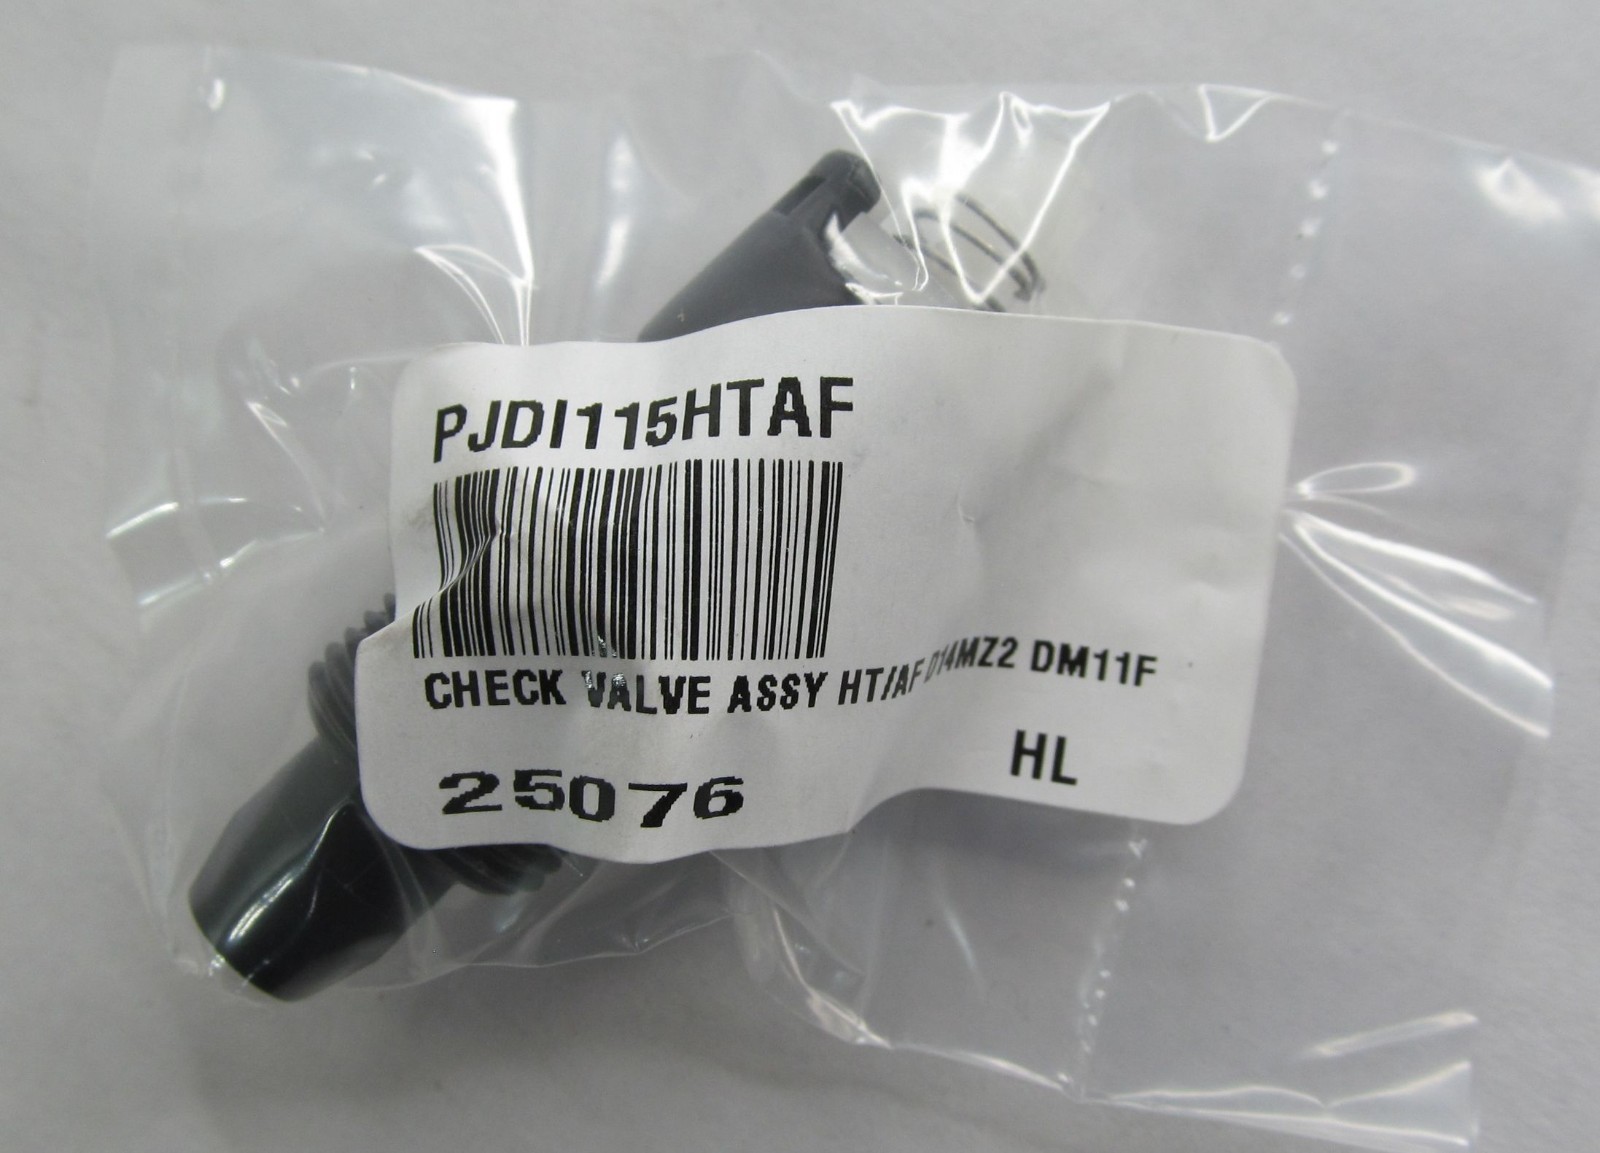 PJDI115HTAF
CHECK VALVE ASSY HT/AF D14MZ2 DM11F
HL
25076